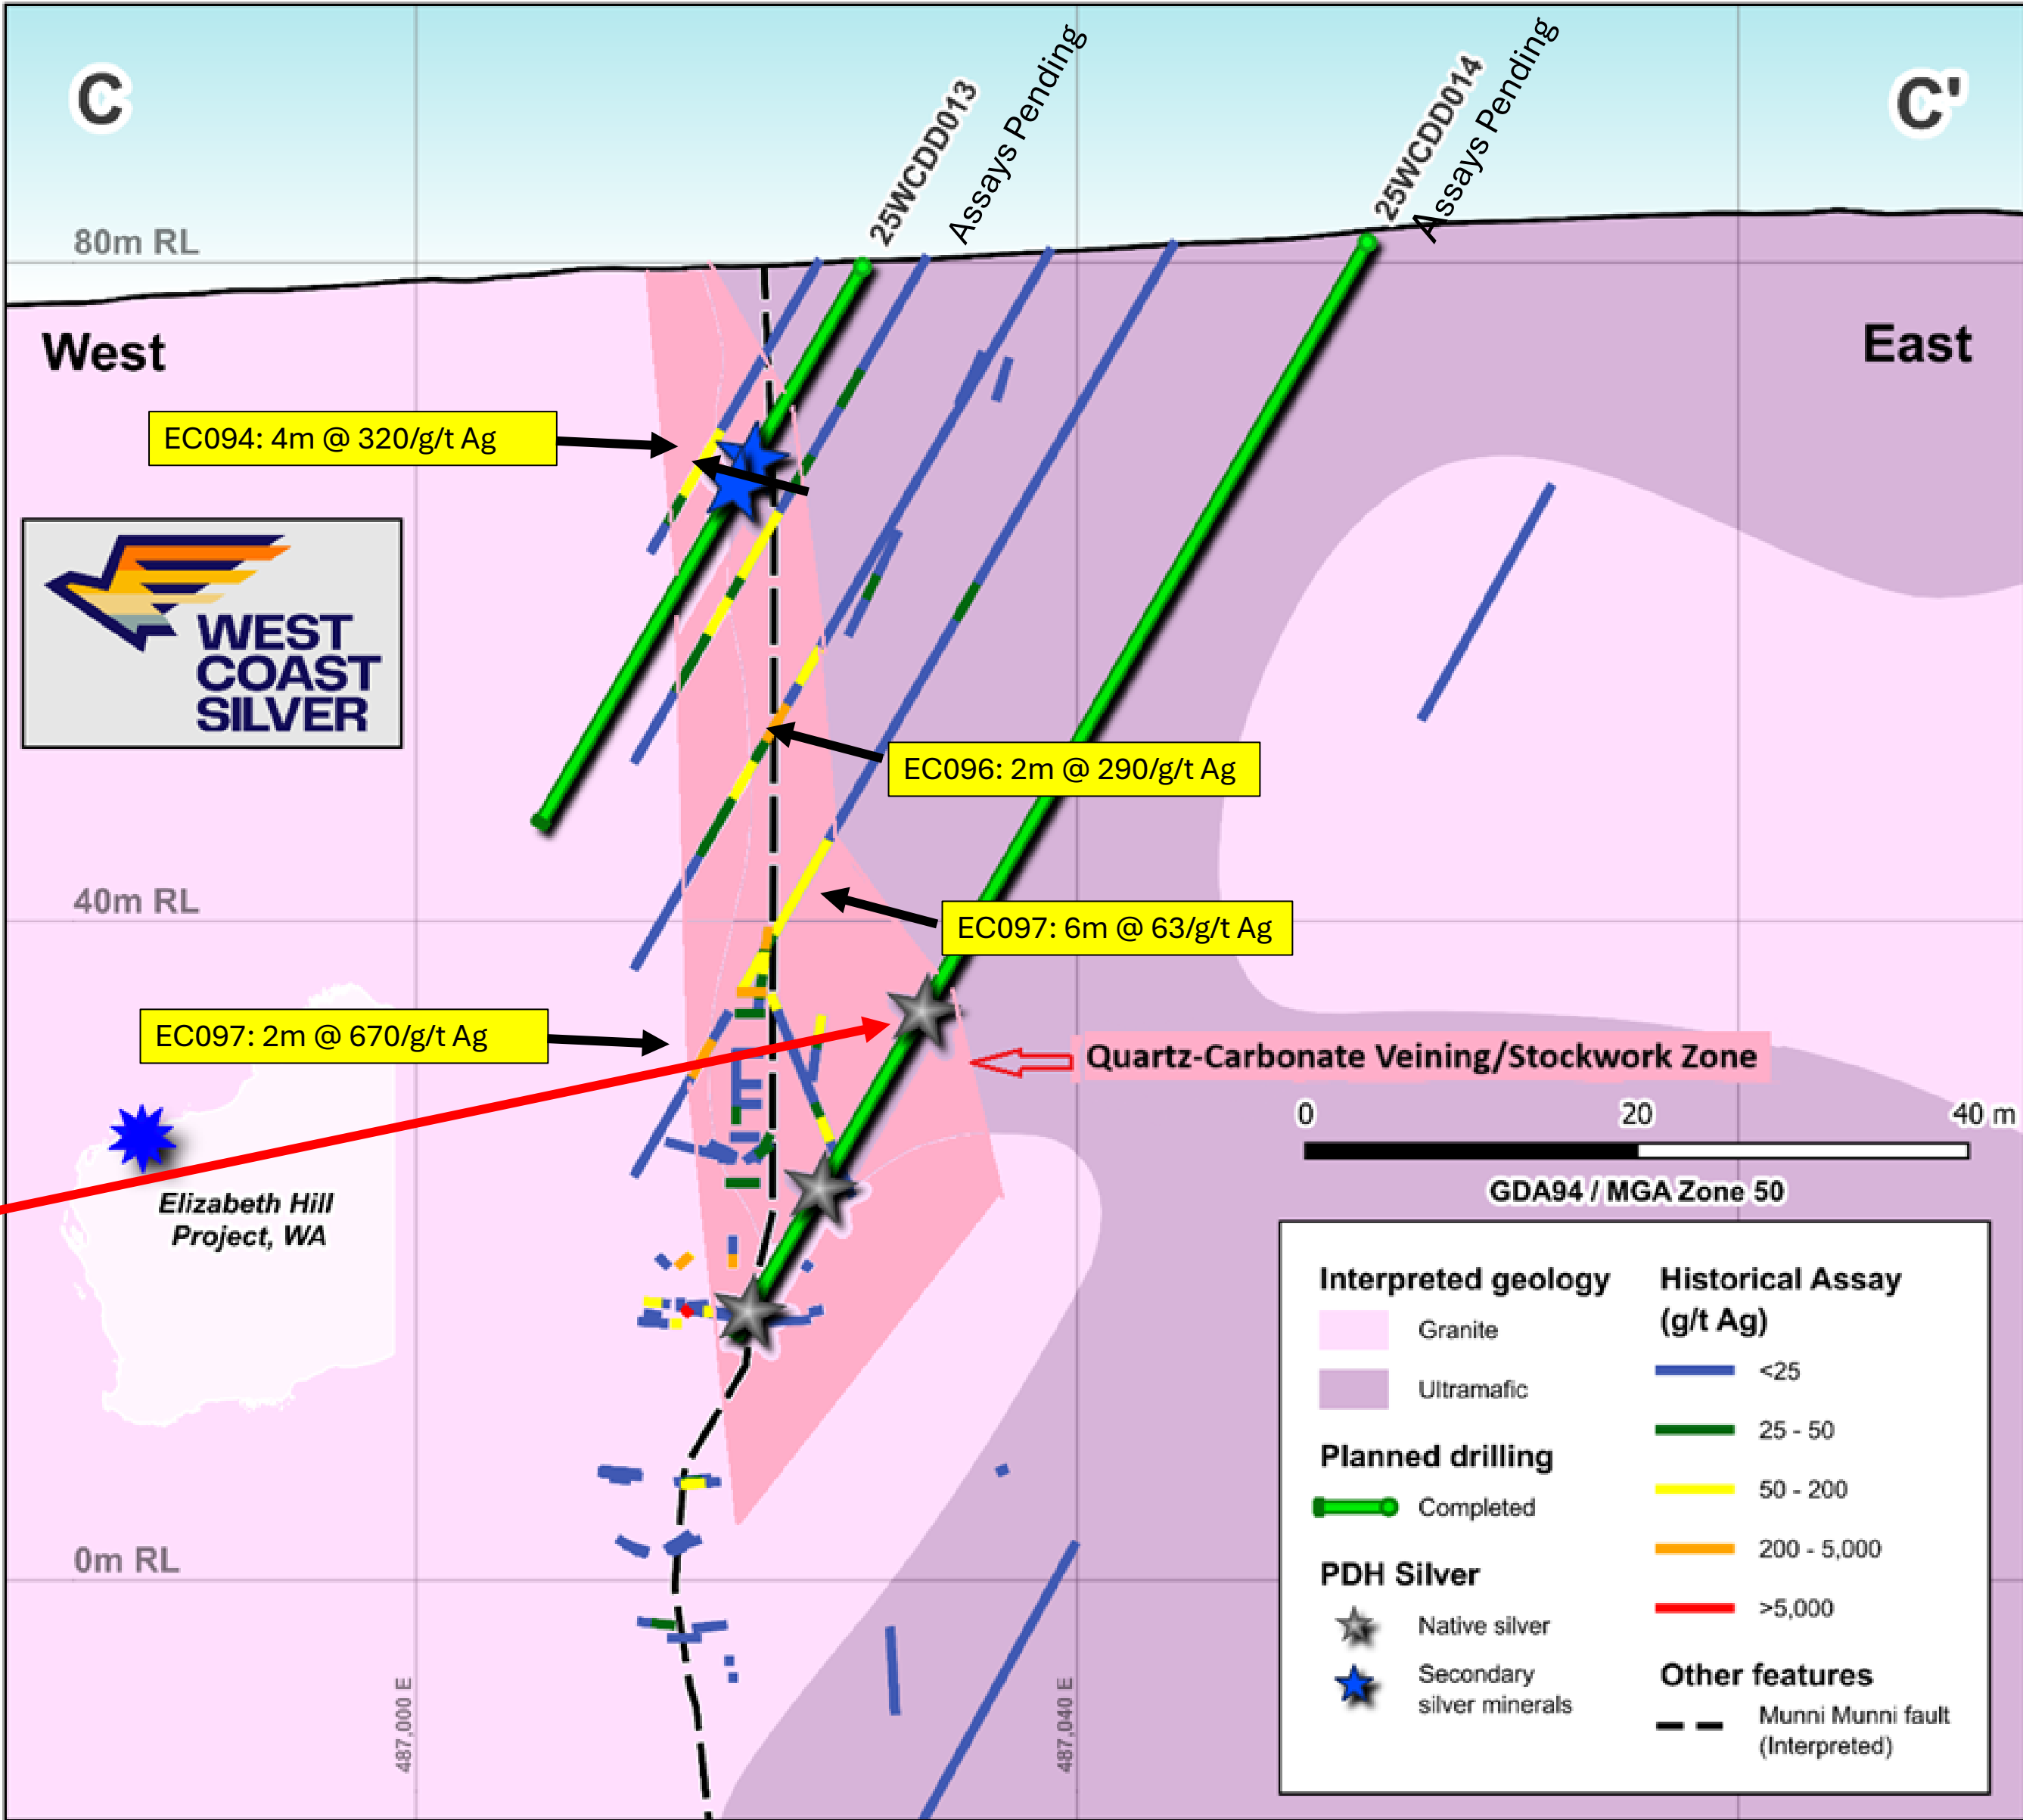 C
25WCDD013
Assays Pending
25WCDD014
Assays Pending
C'
80m RL
West
East
EC094: 4m @ 320/g/t Ag
WEST
COAST
SILVER
EC096: 2m @ 290/g/t Ag
40m RL
EC097: 6m @ 63/g/t Ag
EC097: 2m @ 670/g/t Ag
Quartz-Carbonate Veining/Stockwork Zone
0 20 40 m
GDA94 / MGA Zone 50
Elizabeth Hill
Project, WA
0m RL
487,000 E
487,040 E
Interpreted geology
Granite
Ultramafic
Planned drilling
Completed
PDH Silver
Native silver
Secondary
silver minerals
Historical Assay
(g/t Ag)
<25
25 - 50
50 - 200
200 - 5,000
>5,000
Other features
Munni Munni fault
(Interpreted)